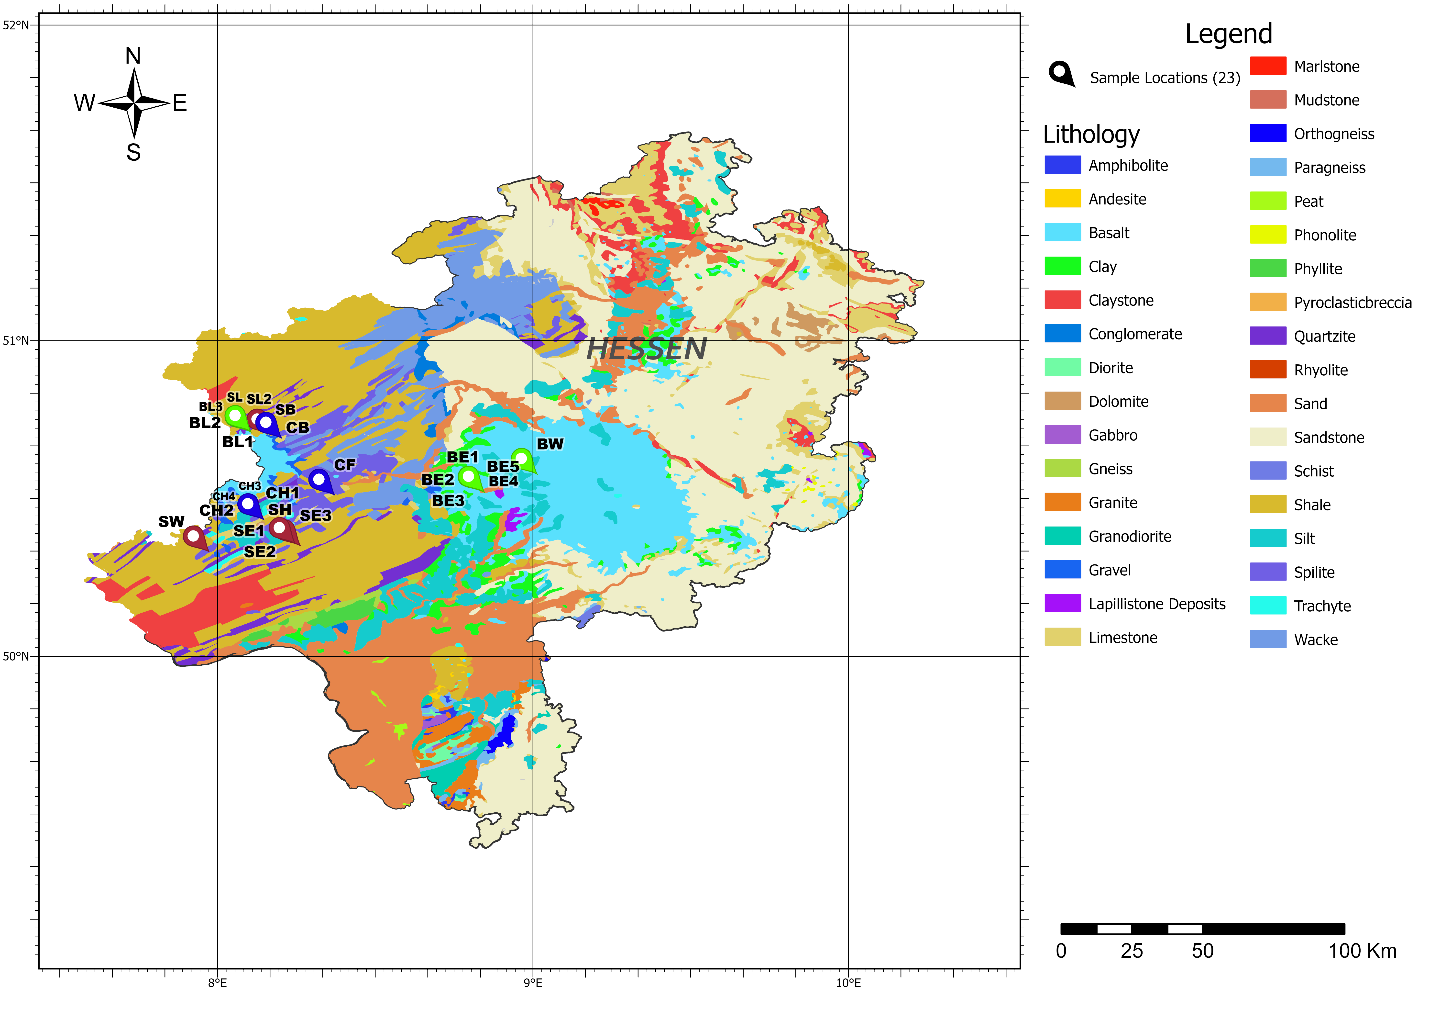 52°N
51°N
50°N
8°E
9°E
10°E
N
W
E
S
HESSEN
BL3
SL
SL2
SB
BL2
CB
BL1
CF
CH3
CH4
CH1
CH2
SH
SE3
SW
SE1
SE2
BW
BE1
BE5
BE2
BE4
BE3
Legend
Sample Locations (23)
Lithology
Amphibolite
Andesite
Basalt
Clay
Claystone
Conglomerate
Diorite
Dolomite
Gabbro
Gneiss
Granite
Granodiorite
Gravel
Lapillistone Deposits
Limestone
Marlstone
Mudstone
Orthogneiss
Paragneiss
Peat
Phonolite
Phyllite
Pyroclasticbreccia
Quartzite
Rhyolite
Sand
Sandstone
Schist
Shale
Silt
Spilite
Trachyte
Wacke
0 25 50 100 Km